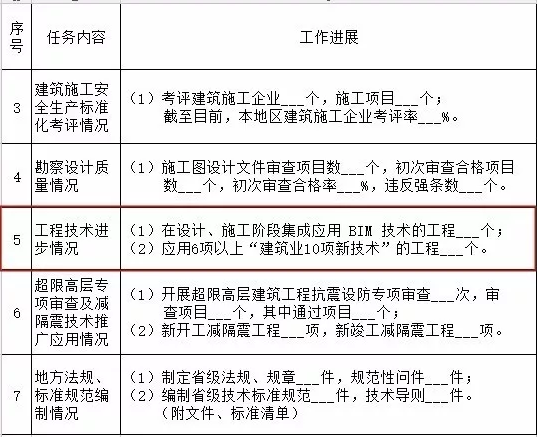 序号 任务内容 工作进展
3 建筑施工安全生产标准化考评情况
（1）考评建筑施工企业___个，施工项目___个；
截至目前，本地区建筑施工企业考评率___%。
4 勘察设计质量情况
（1）施工图设计文件审查项目数___个，初次审查合格项目
数___个，初次审查合格率___%，违反强条数___个。
5 工程技术进步情况
（1）在设计、施工阶段集成应用 BIM 技术的工程___个；
（2）应用6项以上“建筑业10项新技术”的工程___个。
6 超限高层专项审查及减隔震技术推广应用情况
（1）开展超限高层建筑工程抗震设防专项审查___次，审
查项目___个，其中通过项目___个；
（2）新开工减隔震工程___项，新竣工减隔震工程___项。
7 地方法规、标准规范编制情况
（1）制定省级法规、规章___件，规范性问件___件；
（2）编制省级技术标准规范___件，技术导则___件。
（附文件、标准清单）